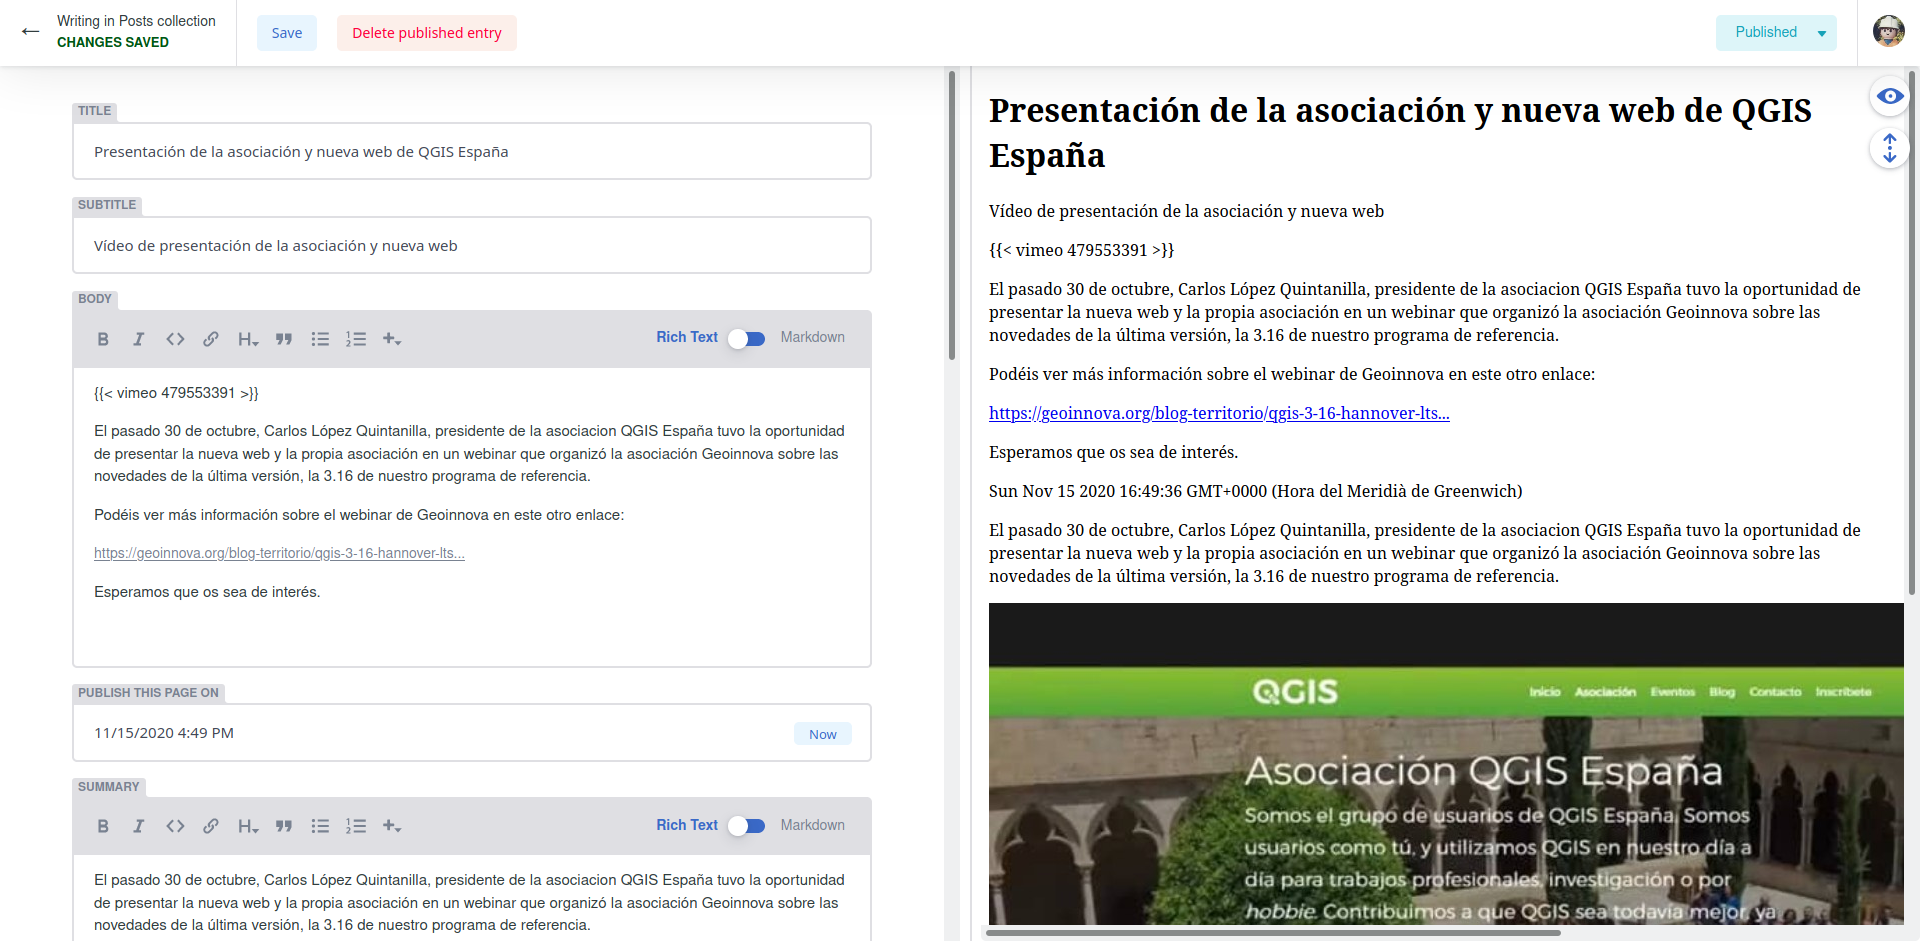 Writing in Posts collection
CHANGES SAVED
Save
Delete published entry
Published
TITLE
Presentación de la asociación y nueva web de QGIS España
SUBTITLE
Vídeo de presentación de la asociación y nueva web
BODY
Rich Text
Markdown
{{< vimeo 479553391 >}}
El pasado 30 de octubre, Carlos López Quintanilla, presidente de la asociacion QGIS España tuvo la oportunidad
de presentar la nueva web y la propia asociación en un webinar que organizó la asociación Geoinnova sobre las
novedades de la última versión, la 3.16 de nuestro programa de referencia.
Podéis ver más información sobre el webinar de Geoinnova en este otro enlace:
https://geoinnova.org/blog-territorio/qgis-3-16-hannover-lts...
Esperamos que os sea de interés.
PUBLISH THIS PAGE ON
11/15/2020 4:49 PM
Now
SUMMARY
Rich Text
Markdown
El pasado 30 de octubre, Carlos López Quintanilla, presidente de la asociacion QGIS España tuvo la oportunidad
de presentar la nueva web y la propia asociación en un webinar que organizó la asociación Geoinnova sobre las
novedades de la última versión, la 3.16 de nuestro programa de referencia.
Presentación de la asociación y nueva web de QGIS
España
Vídeo de presentación de la asociación y nueva web
{{< vimeo 479553391 >}}
El pasado 30 de octubre, Carlos López Quintanilla, presidente de la asociacion QGIS España tuvo la oportunidad de
presentar la nueva web y la propia asociación en un webinar que organizó la asociación Geoinnova sobre las
novedades de la última versión, la 3.16 de nuestro programa de referencia.
Podéis ver más información sobre el webinar de Geoinnova en este otro enlace:
https://geoinnova.org/blog-territorio/qgis-3-16-hannover-lts...
Esperamos que os sea de interés.
Sun Nov 15 2020 16:49:36 GMT+0000 (Hora del Meridià de Greenwich)
El pasado 30 de octubre, Carlos López Quintanilla, presidente de la asociacion QGIS España tuvo la oportunidad de
presentar la nueva web y la propia asociación en un webinar que organizó la asociación Geoinnova sobre las
novedades de la última versión, la 3.16 de nuestro programa de referencia.
QGIS
Inicio Asociación Eventos Blog Contacto Inscríbete
Asociación QGIS España
Somos el grupo de usuarios de QGIS España. Somos
usuarios como tú, y utilizamos QGIS en nuestro día a
día para trabajos profesionales, investigación o por
hobbie. Contribuimos a que QGIS sea todavía mejor, ya